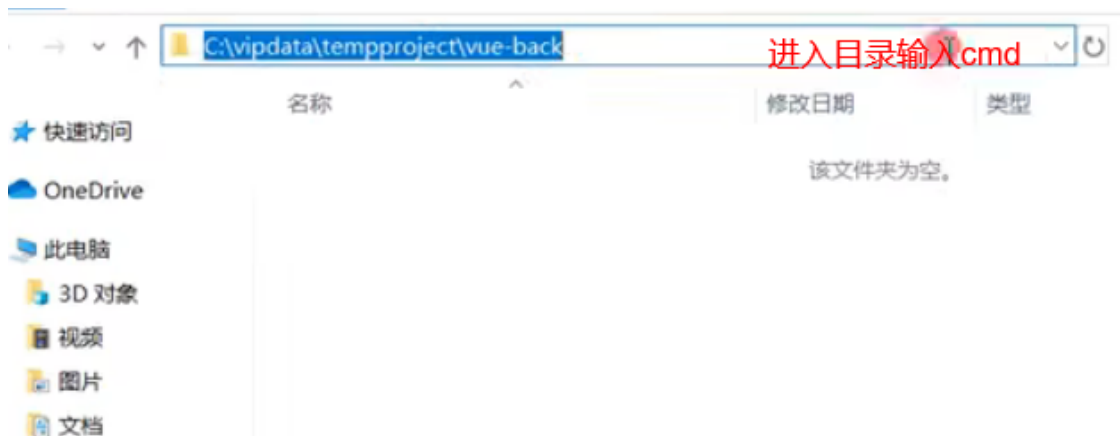 C:\vipdata\tempproject\vue-back
进入目录输入cmd
名称
修改日期
类型
快速访问
该文件夹为空。
OneDrive
此电脑
3D 对象
视频
图片
文档